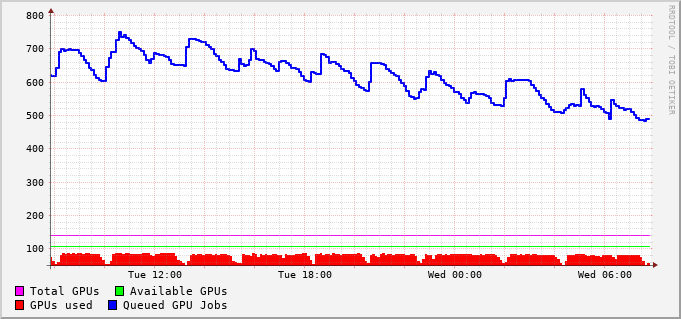 800
700
600
500
400
300
200
100
Tue 12:00 Tue 18:00 Wed 00:00 Wed 06:00
Total GPUs Available GPUs
GPUs used Queued GPU Jobs
RRDTOOL / TOBI OETIKER